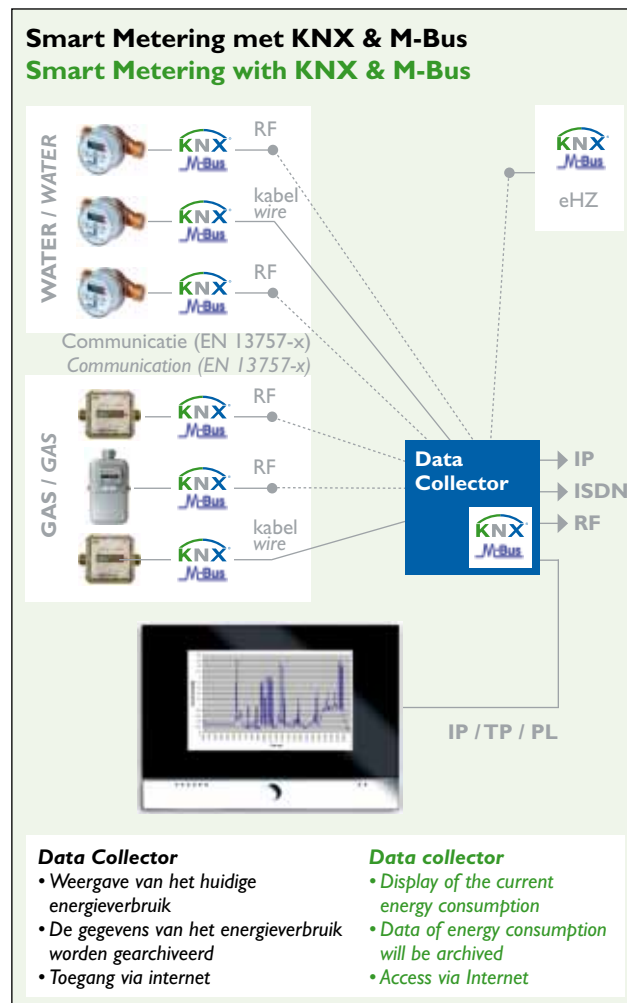 Smart Metering met KNX & M-Bus
Smart Metering with KNX & M-Bus
WATER / WATER
KNX
M-Bus
RF
KNX
M-Bus
kabel
wire
KNX
M-Bus
RF
Communicatie (EN 13757-x)
Communication (EN 13757-x)
KNX
M-Bus
eHZ
GAS / GAS
KNX
M-Bus
RF
KNX
M-Bus
RF
KNX
M-Bus
kabel
wire
Data
Collector
KNX
M-Bus
IP
ISDN
RF
IP / TP / PL
Data Collector
• Weergave van het huidige
energieverbruik
• De gegevens van het energieverbruik
worden gearchiveerd
• Toegang via internet
Data collector
• Display of the current
energy consumption
• Data of energy consumption
will be archived
• Access via Internet